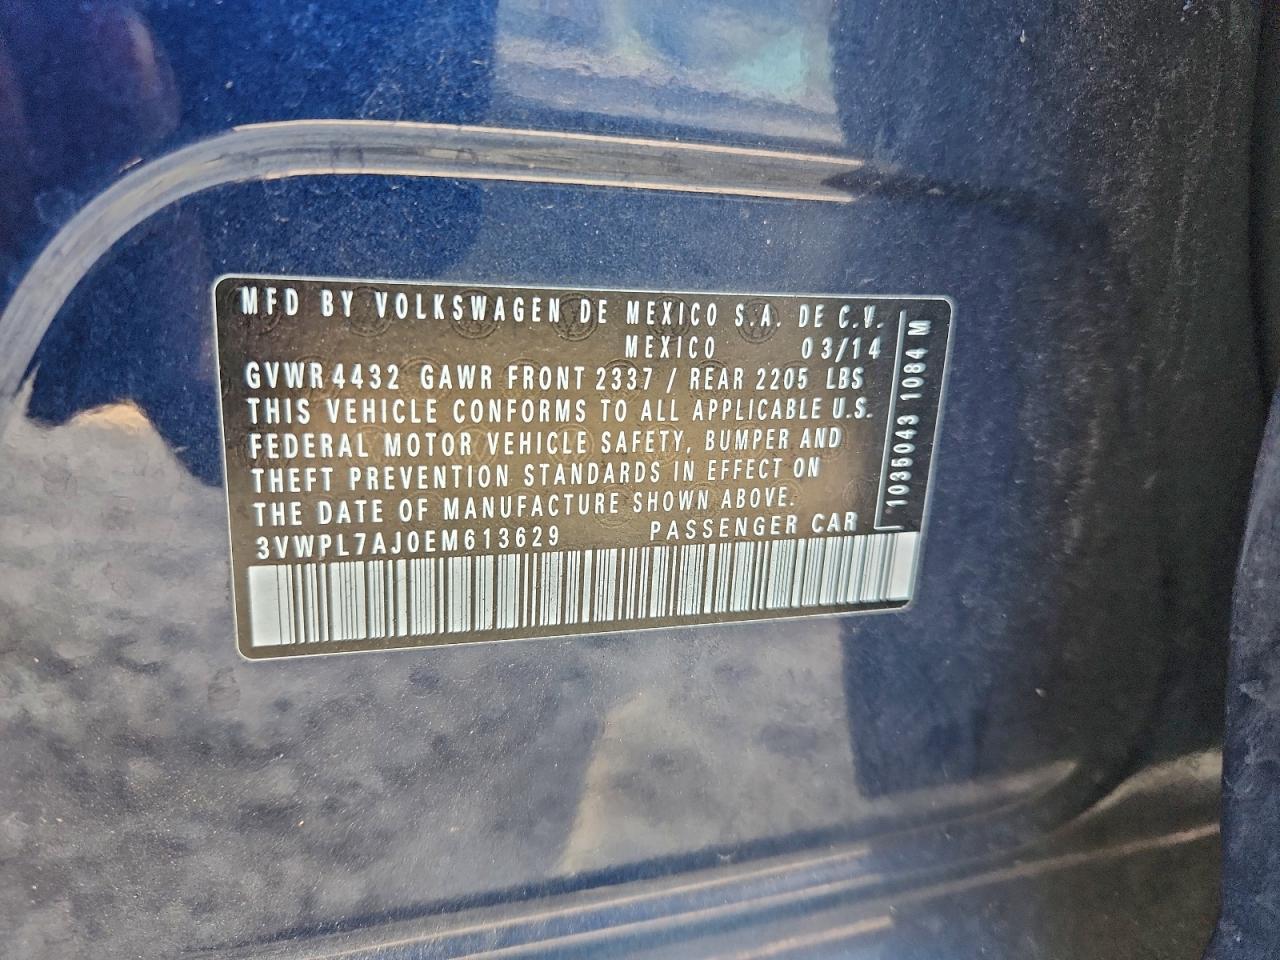 MFD BY VOLKSWAGEN DE MEXICO S.A. DE C.V.
MEXICO 03/14
GVWR 4432 GAWR FRONT 2337 / REAR 2205 LBS
THIS VEHICLE CONFORMS TO ALL APPLICABLE U.S.
FEDERAL MOTOR VEHICLE SAFETY, BUMPER AND
THEFT PREVENTION STANDARDS IN EFFECT ON
THE DATE OF MANUFACTURE SHOWN ABOVE.
3VWPL7AJ0EM613629 PASSENGER CAR
1035043 1084 M